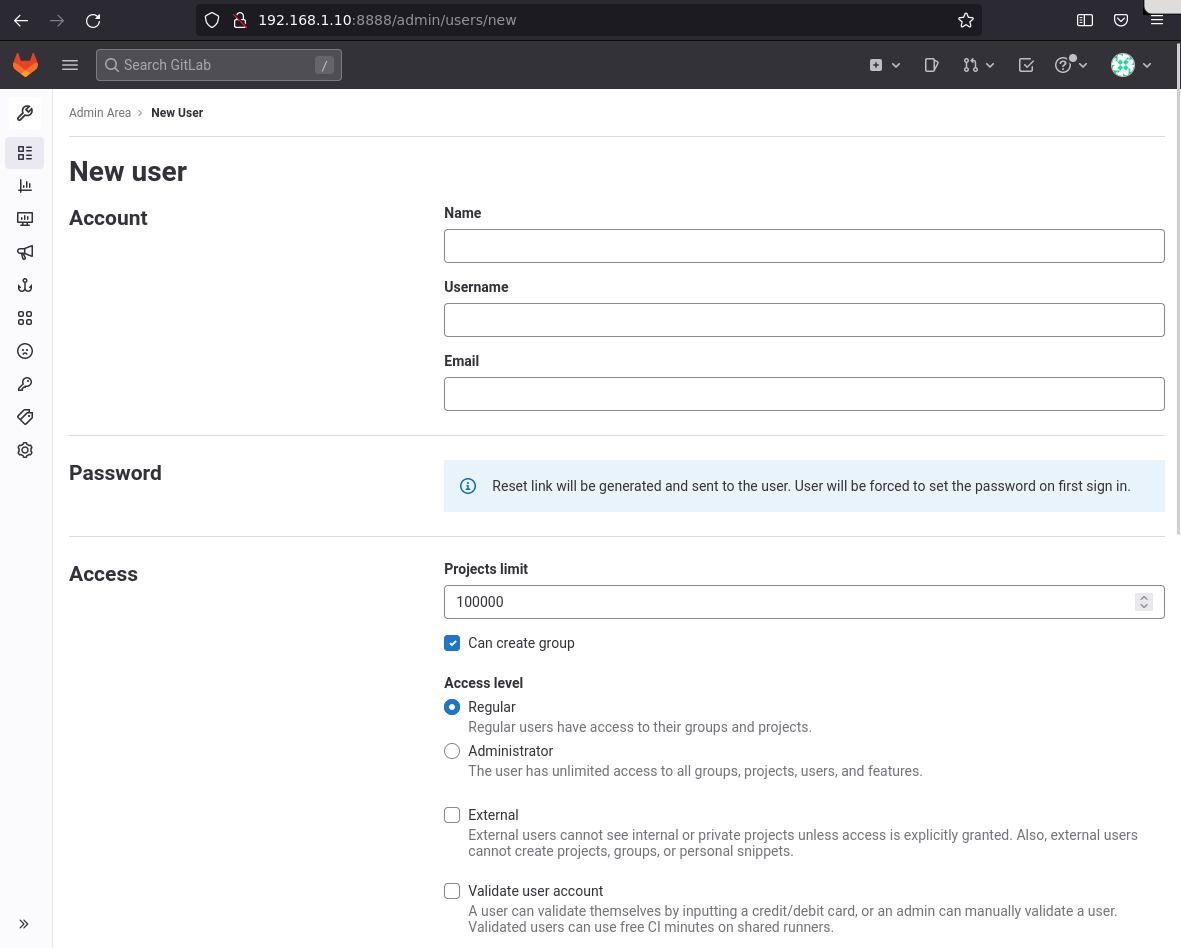 192.168.1.10:8888/admin/users/new
Search GitLab /
Admin Area › New User
New user
Account
Name
Username
Email
Password
Reset link will be generated and sent to the user. User will be forced to set the password on first sign in.
Access
Projects limit
100000
Can create group
Access level
Regular
Regular users have access to their groups and projects.
Administrator
The user has unlimited access to all groups, projects, users, and features.
External
External users cannot see internal or private projects unless access is explicitly granted. Also, external users
cannot create projects, groups, or personal snippets.
Validate user account
A user can validate themselves by inputting a credit/debit card, or an admin can manually validate a user.
Validated users can use free CI minutes on shared runners.